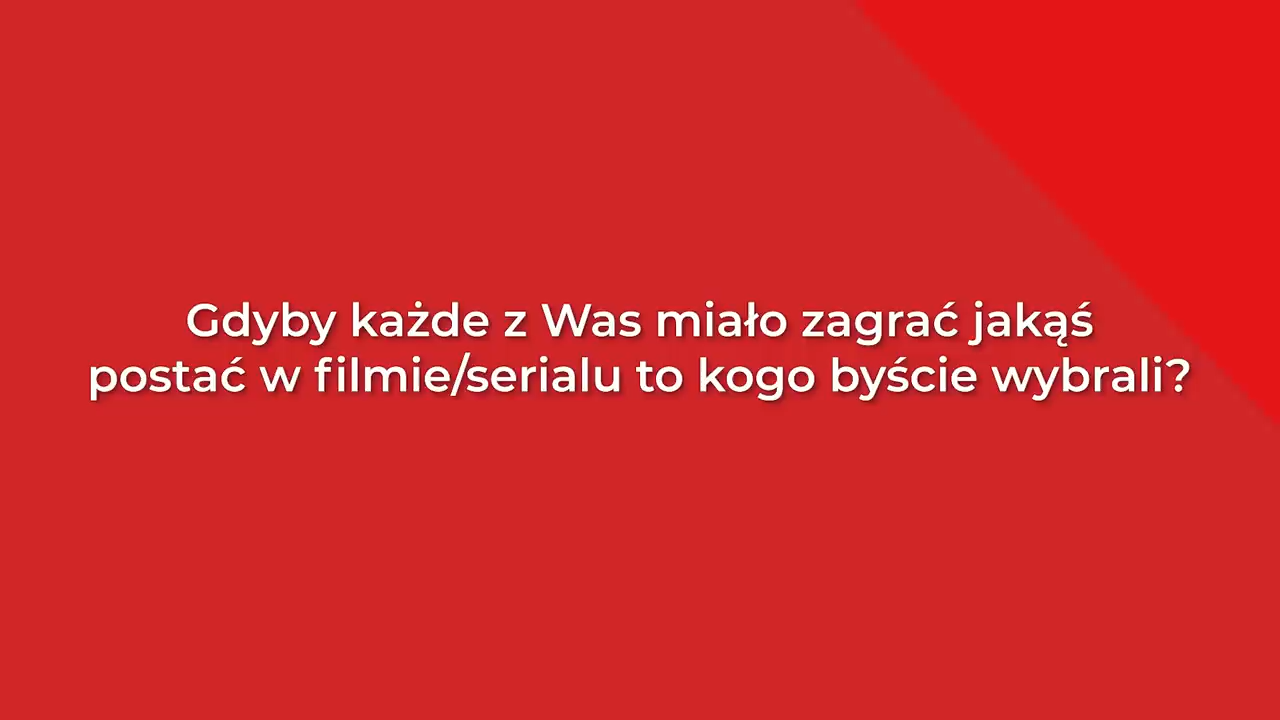 Gdyby każde z Was miało zagrać jakąś
postać w filmie/serialu to kogo byście wybrali?